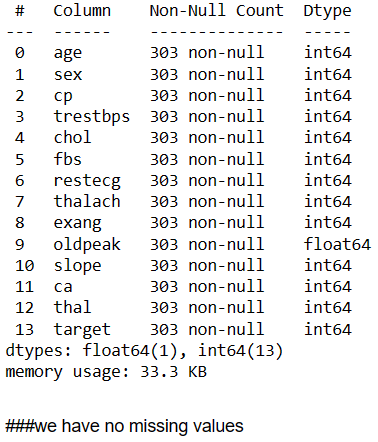 #   Column    Non-Null Count  Dtype
---  ------    --------------  -----
0   age       303 non-null    int64
1   sex       303 non-null    int64
2   cp        303 non-null    int64
3   trestbps  303 non-null    int64
4   chol      303 non-null    int64
5   fbs       303 non-null    int64
6   restecg   303 non-null    int64
7   thalach   303 non-null    int64
8   exang     303 non-null    int64
9   oldpeak   303 non-null    float64
10  slope     303 non-null    int64
11  ca        303 non-null    int64
12  thal      303 non-null    int64
13  target    303 non-null    int64
dtypes: float64(1), int64(13)
memory usage: 33.3 KB
###we have no missing values